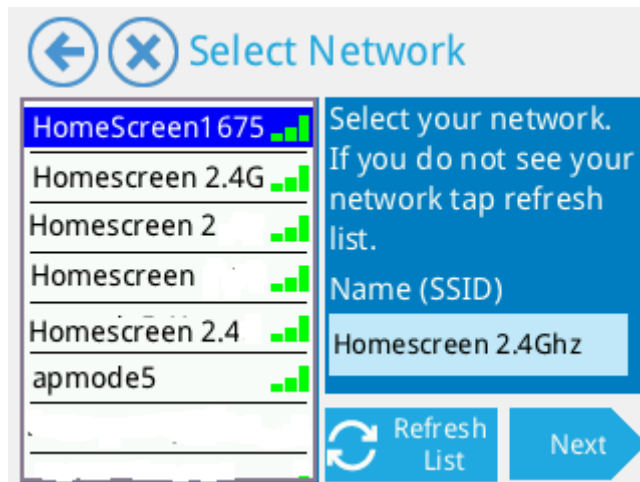 Select Network
HomeScreen1675
Homescreen 2.4G
Homescreen 2
Homescreen
Homescreen 2.4
apmode5
Select your network.
If you do not see your
network tap refresh
list.
Name (SSID)
Homescreen 2.4Ghz
Refresh
List
Next